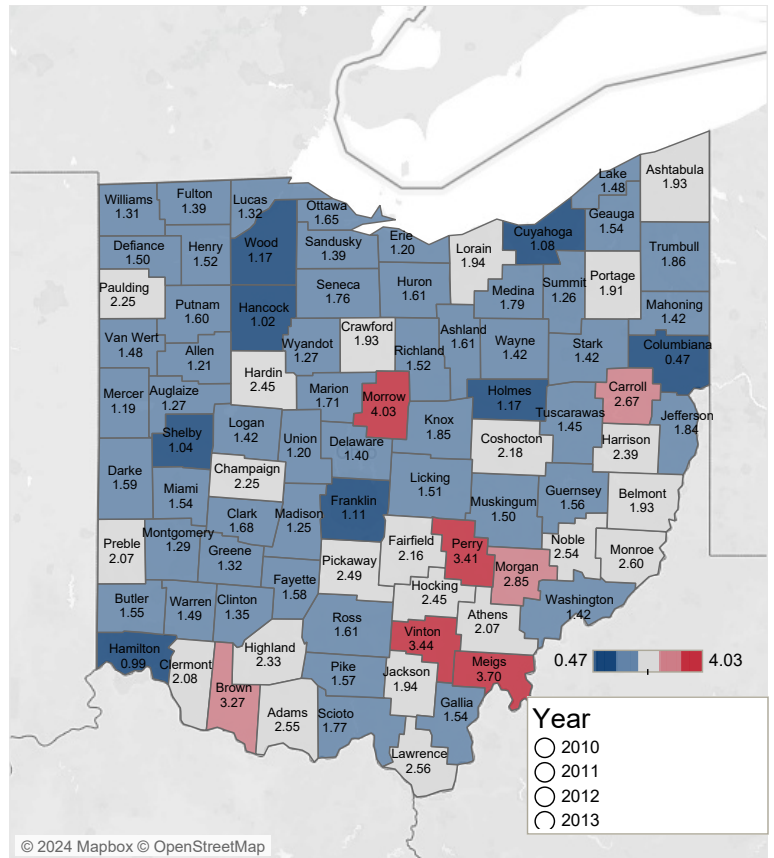 Williams
1.31
Fulton
1.39
Lucas
1.32
Ottawa
1.65
Lake
1.48
Ashtabula
1.93
Defiance
1.50
Henry
1.52
Wood
1.17
Sandusky
1.39
Erie
1.20
Lorain
1.94
Cuyahoga
1.08
Geauga
1.54
Trumbull
1.86
Paulding
2.25
Putnam
1.60
Hancock
1.02
Seneca
1.76
Huron
1.61
Medina
1.79
Summit
1.26
Portage
1.91
Mahoning
1.42
Van Wert
1.48
Allen
1.21
Hardin
2.45
Wyandot
1.27
Crawford
1.93
Richland
1.52
Ashland
1.61
Wayne
1.42
Stark
1.42
Columbiana
0.47
Mercer
1.19
Auglaize
1.27
Marion
1.71
Morrow
4.03
Knox
1.85
Holmes
1.17
Tuscarawas
1.45
Carroll
2.67
Jefferson
1.84
Shelby
1.04
Logan
1.42
Union
1.20
Delaware
1.40
Coshocton
2.18
Harrison
2.39
Darke
1.59
Miami
1.54
Champaign
2.25
Clark
1.68
Madison
1.25
Franklin
1.11
Licking
1.51
Muskingum
1.50
Guernsey
1.56
Belmont
1.93
Preble
2.07
Montgomery
1.29
Greene
1.32
Fayette
1.58
Pickaway
2.49
Fairfield
2.16
Perry
3.41
Morgan
2.85
Noble
2.54
Monroe
2.60
Butler
1.55
Warren
1.49
Clinton
1.35
Ross
1.61
Hocking
2.45
Athens
2.07
Washington
1.42
Hamilton
0.99
Clermont
2.08
Brown
3.27
Highland
2.33
Pike
1.57
Vinton
3.44
Jackson
1.94
Meigs
3.70
Adams
2.55
Scioto
1.77
Gallia
1.54
Lawrence
2.56
0.47 4.03
Year
2010
2011
2012
2013
© 2024 Mapbox © OpenStreetMap